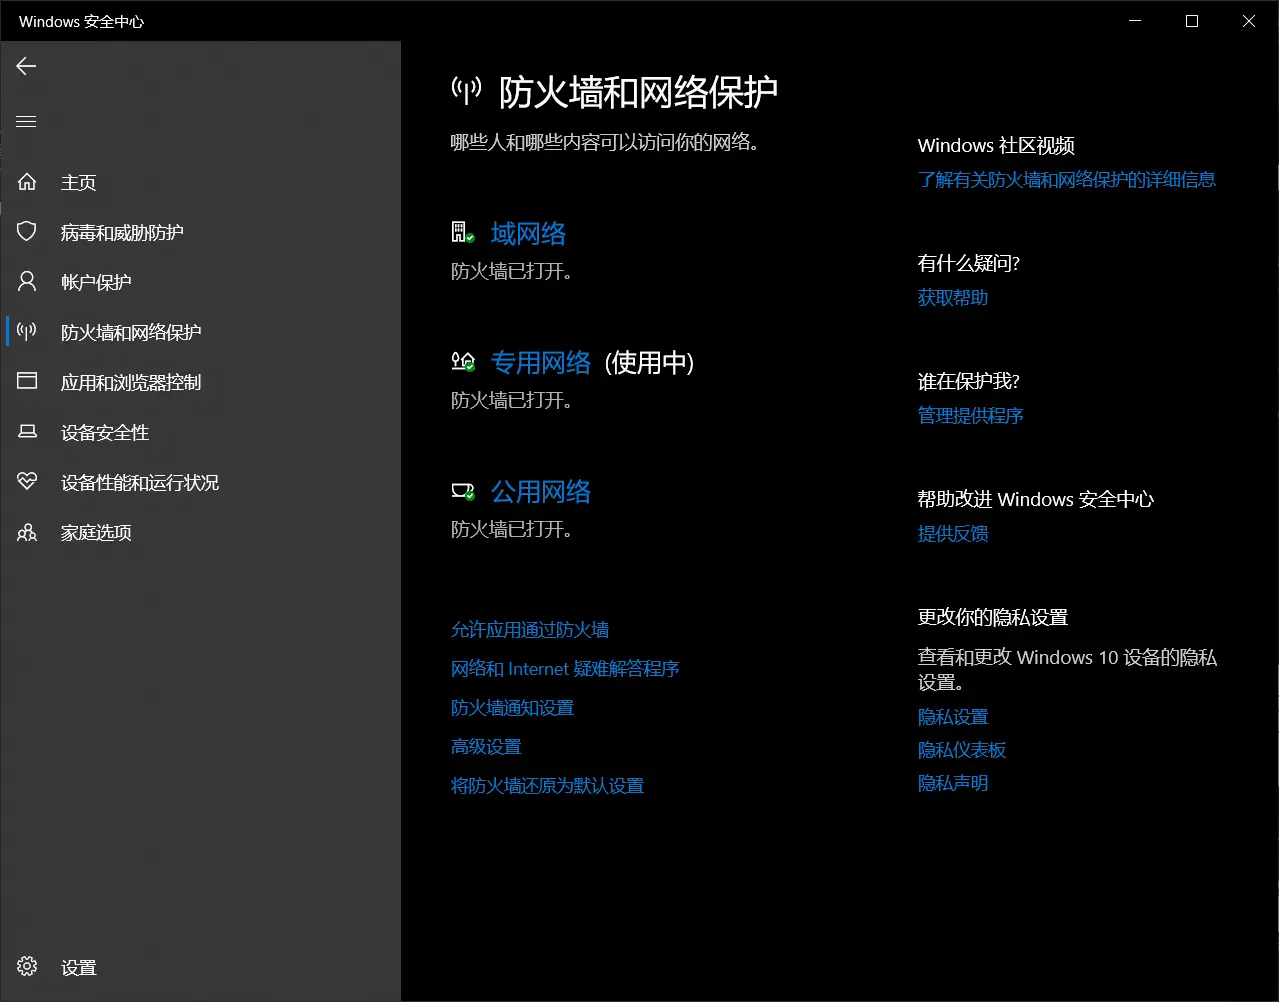 Windows 安全中心
主页
病毒和威胁防护
帐户保护
防火墙和网络保护
应用和浏览器控制
设备安全性
设备性能和运行状况
家庭选项
设置
防火墙和网络保护
哪些人和哪些内容可以访问你的网络。
域网络
防火墙已打开。
专用网络 (使用中)
防火墙已打开。
公用网络
防火墙已打开。
允许应用通过防火墙
网络和 Internet 疑难解答程序
防火墙通知设置
高级设置
将防火墙还原为默认设置
Windows 社区视频
了解有关防火墙和网络保护的详细信息
有什么疑问?
获取帮助
谁在保护我?
管理提供程序
帮助改进 Windows 安全中心
提供反馈
更改你的隐私设置
查看和更改 Windows 10 设备的隐私
设置。
隐私设置
隐私仪表板
隐私声明